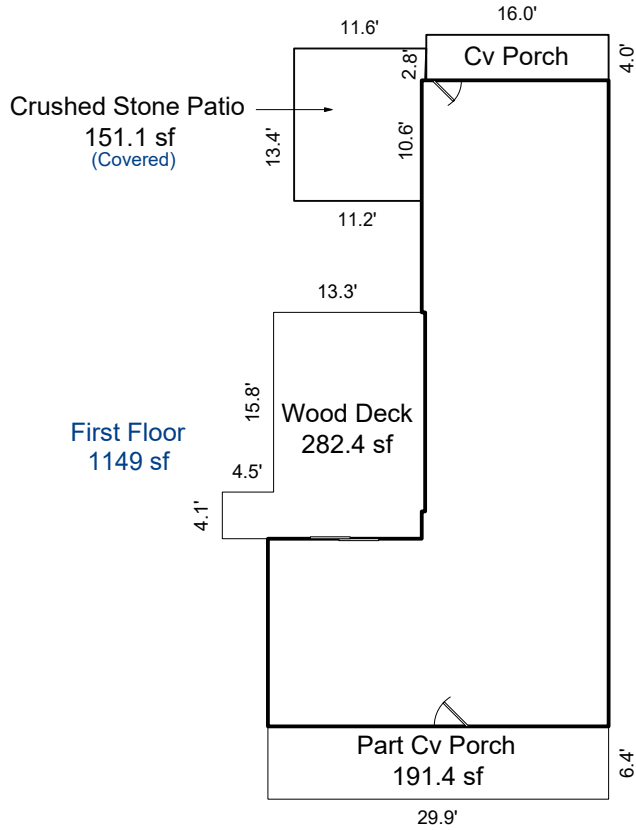 16.0'
11.6'
Cv Porch
4.0'
2.8'
Crushed Stone Patio
151.1 sf
(Covered)
13.4'
10.6'
11.2'
13.3'
15.8'
Wood Deck
282.4 sf
First Floor
1149 sf
4.5'
4.1'
Part Cv Porch
191.4 sf
6.4'
29.9'